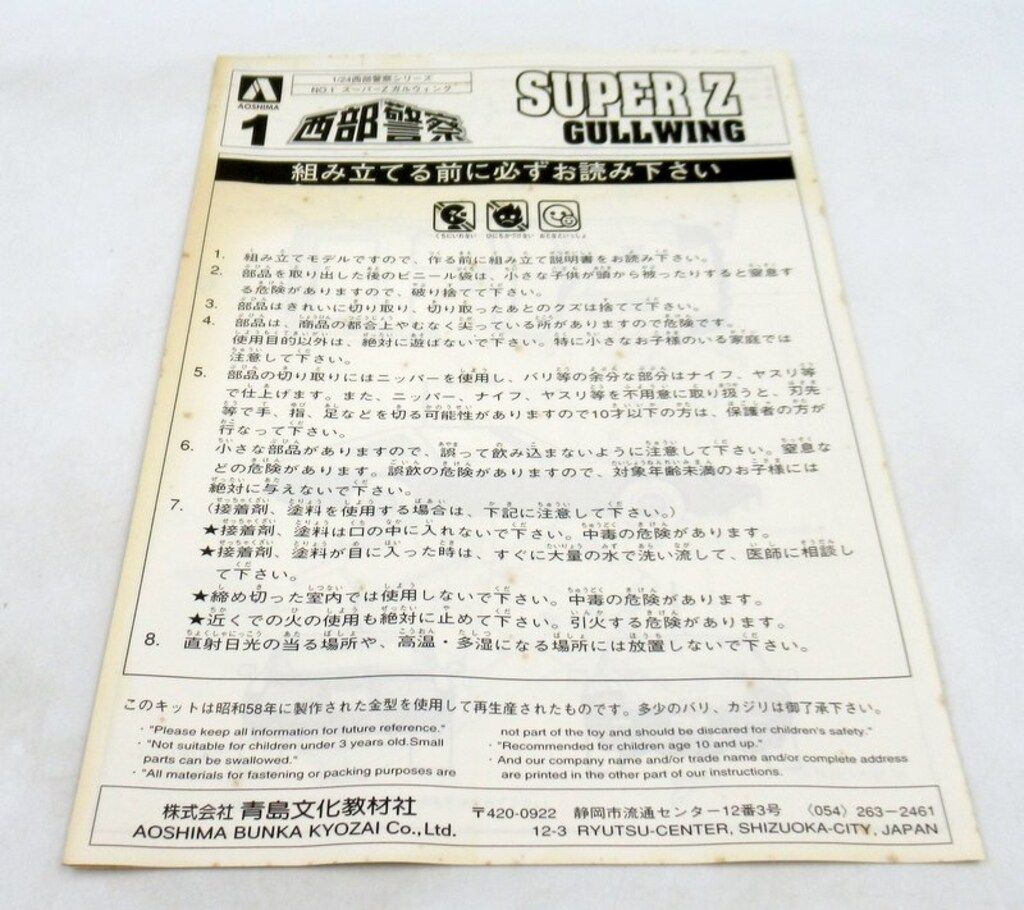 AOSHIMA
1/24西部警察シリーズ
NO.1 スーパーZ ガルウィング
1 西部警察
SUPER Z
GULLWING
組み立てる前に必ずお読み下さい
くちにいれない ひにちかづけない おとなといっしょ
1. 組み立てモデルですので、作る前に組み立て説明書をお読み下さい。
2. 部品を取り出した後のビニール袋は、小さな子供が頭から被ったりすると窒息す
る危険がありますので、破り捨てて下さい。
3. 部品はきれいに切り取り、切り取ったあとのクズは捨てて下さい。
4. 部品は、商品の都合上やむなく尖っている所がありますので危険です。
使用目的以外は、絶対に遊ばないで下さい。特に小さなお子様のいる家庭では
注意して下さい。
5. 部品の切り取りにはニッパーを使用し、バリ等の余分な部分はナイフ、ヤスリ等
で仕上げます。また、ニッパー、ナイフ、ヤスリ等を不用意に取り扱うと、刃先
等で手、指、足などを切る可能性がありますので10才以下の方は、保護者の方が
行なって下さい。
6. 小さな部品がありますので、誤って飲み込まないように注意して下さい。窒息な
どの危険があります。誤飲の危険がありますので、対象年齢未満のお子様には
絶対に与えないで下さい。
7. (接着剤、塗料を使用する場合は、下記に注意して下さい。)
★接着剤、塗料は口の中に入れないで下さい。中毒の危険があります。
★接着剤、塗料が目に入った時は、すぐに大量の水で洗い流して、医師に相談し
て下さい。
★締め切った室内では使用しないで下さい。中毒の危険があります。
★近くでの火の使用も絶対に止めて下さい。引火する危険があります。
8. 直射日光の当る場所や、高温・多湿になる場所には放置しないで下さい。
このキットは昭和58年に製作された金型を使用して再生産されたものです。多少のバリ、カジリは御了承下さい。
・"Please keep all information for future reference."
・"Not suitable for children under 3 years old.Small
parts can be swallowed."
・"All materials for fastening or packing purposes are
not part of the toy and should be discared for children's safety."
・"Recommended for children age 10 and up."
・And our company name and/or trade name and/or complete address
are printed in the other part of our instructions.
株式会社 青島文化教材社
AOSHIMA BUNKA KYOZAI Co.,Ltd.
〒420-0922 静岡市流通センター12番3号 (054) 263-2461
12-3 RYUTSU-CENTER, SHIZUOKA-CITY, JAPAN